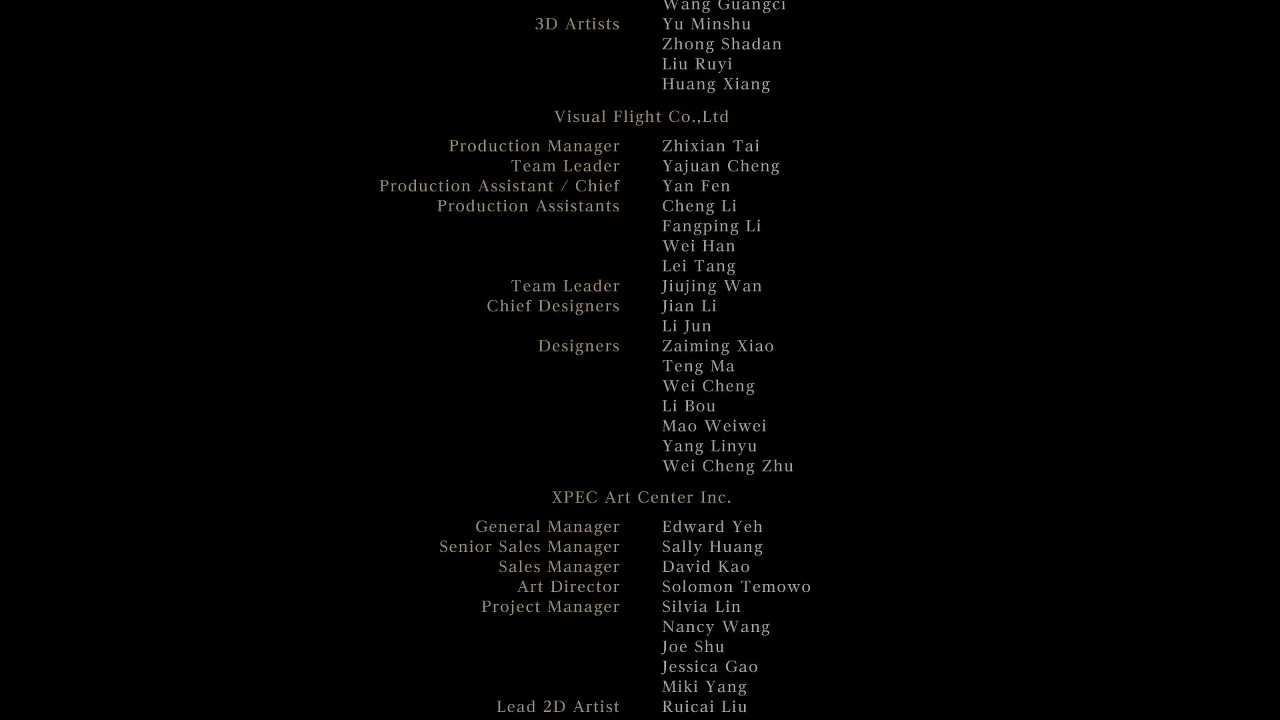 Wang Guangci
3D Artists Yu Minshu
Zhong Shadan
Liu Ruyi
Huang Xiang
Visual Flight Co.,Ltd
Production Manager Zhixian Tai
Team Leader Yajuan Cheng
Production Assistant / Chief Yan Fen
Production Assistants Cheng Li
Fangping Li
Wei Han
Lei Tang
Team Leader Jiujing Wan
Chief Designers Jian Li
Li Jun
Designers Zaiming Xiao
Teng Ma
Wei Cheng
Li Bou
Mao Weiwei
Yang Linyu
Wei Cheng Zhu
XPEC Art Center Inc.
General Manager Edward Yeh
Senior Sales Manager Sally Huang
Sales Manager David Kao
Art Director Solomon Temowo
Project Manager Silvia Lin
Nancy Wang
Joe Shu
Jessica Gao
Miki Yang
Lead 2D Artist Ruicai Liu